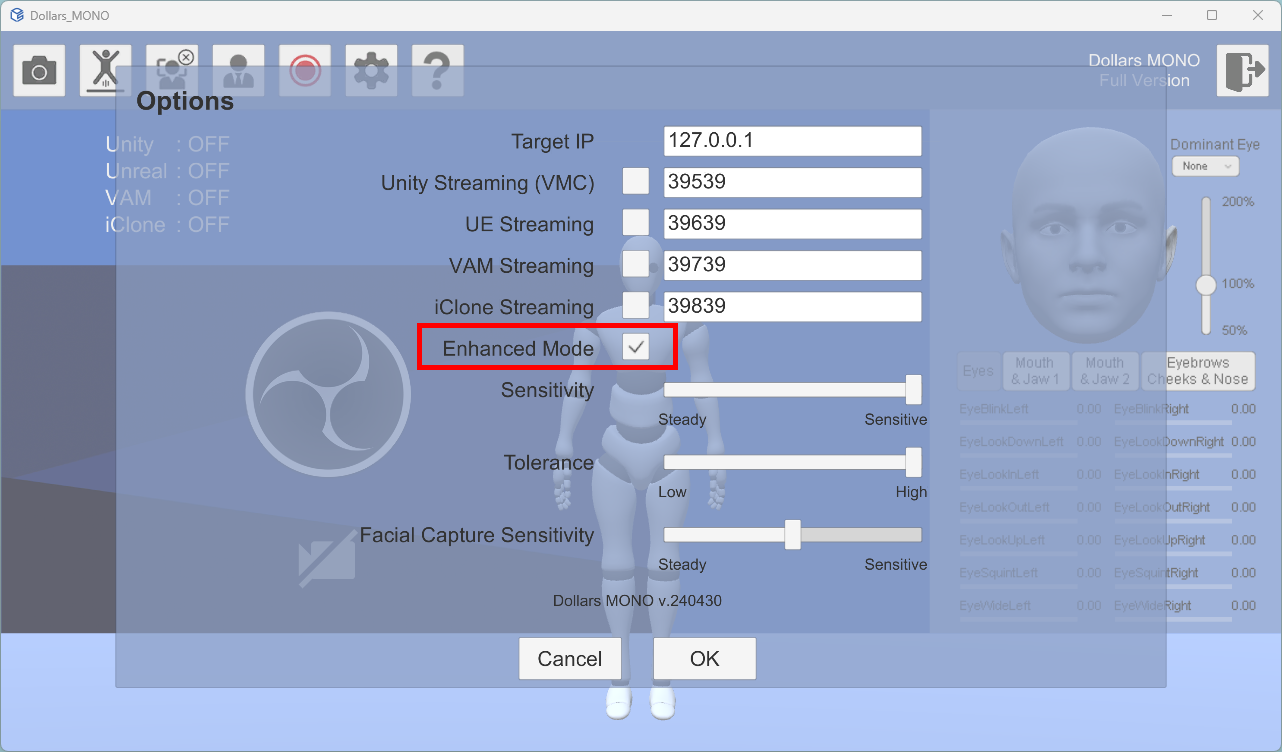 Dollars_MONO
Dollars MONO
Full Version
Options
Unity : OFF
Unreal : OFF
VAM : OFF
iClone : OFF
Target IP 127.0.0.1
Unity Streaming (VMC) 39539
UE Streaming 39639
VAM Streaming 39739
iClone Streaming 39839
Enhanced Mode
Sensitivity
Steady Sensitive
Tolerance
Low High
Facial Capture Sensitivity
Steady Sensitive
Dollars MONO v.240430
Cancel OK
Dominant Eye
None
200%
100%
50%
Eyes
Mouth
& Jaw 1
Mouth
& Jaw 2
Eyebrows
Cheeks & Nose
EyeBlinkLeft 0.00 EyeBlinkRight 0.00
EyeLookDownLeft 0.00 EyeLookDownRight 0.00
EyeLookInLeft 0.00 EyeLookInRight 0.00
EyeLookOutLeft 0.00 EyeLookOutRight 0.00
EyeLookUpLeft 0.00 EyeLookUpRight 0.00
EyeSquintLeft 0.00 EyeSquintRight 0.00
EyeWideLeft 0.00 EyeWideRight 0.00